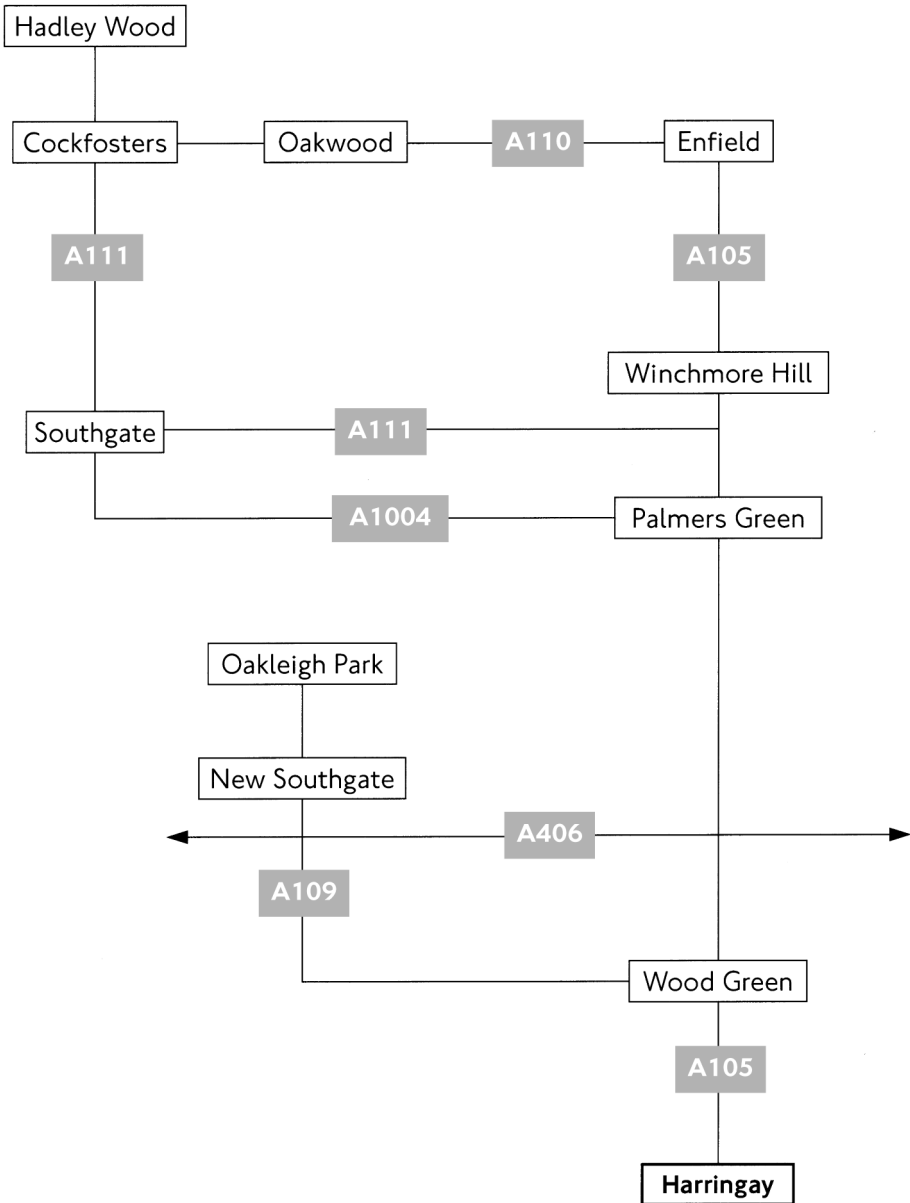 Hadley Wood
Cockfosters
Oakwood
A110
Enfield
A111
A105
Winchmore Hill
Southgate
A111
A1004
Palmers Green
Oakleigh Park
New Southgate
A406
A109
Wood Green
A105
Harringay